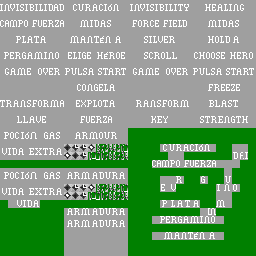 INVISIBILIDAD CURACION INVISIBILITY HEALING
CAMPO FUERZA MIDAS FORCE FIELD MIDAS
PLATA MANTEN A SILVER HOLD A
PERGAMINO ELIGE HEROE SCROLL CHOOSE HERO
GAME OVER PULSA START GAME OVER PULSA START
CONGELA FREEZE
TRANSFORMA EXPLOTA TRANSFORM BLAST
LLAVE FUERZA KEY STRENGTH
POCION GAS ARMOUR
VIDA EXTRA
CURACION
CAMPO FUERZA
POCION GAS ARMADURA
VIDA EXTRA
VIDA
PLATA
ARMADURA
PERGAMINO
ARMADURA
MANTEN A